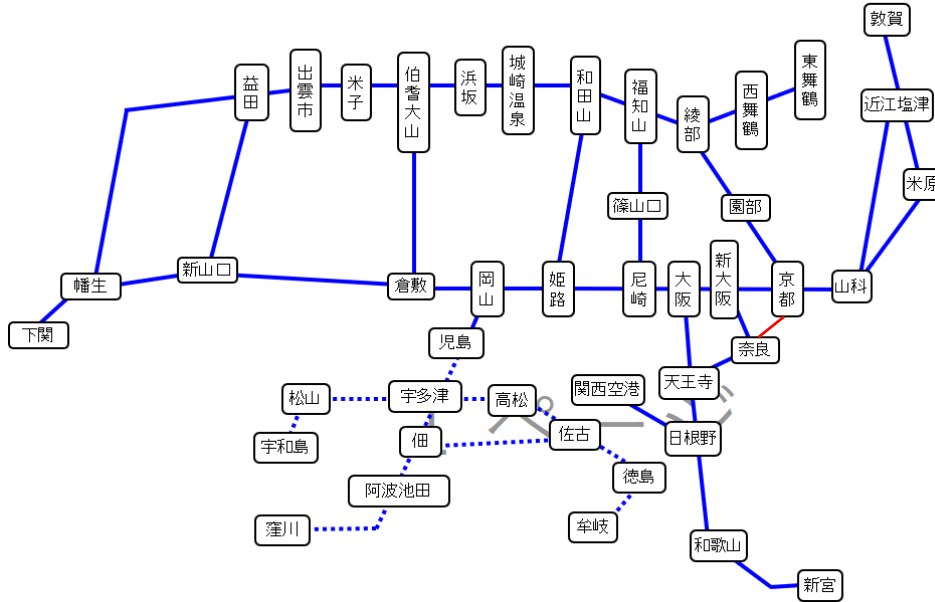 敦賀
東舞鶴
出雲市
城崎温泉
伯耆大山
和田山
浜坂
米子
益田
福知山
西舞鶴
綾部
近江塩津
米原
篠山口
園部
新大阪
新山口
幡生
倉敷
岡山
姫路
尼崎
大阪
京都
山科
下関
児島
奈良
天王寺
関西空港
松山
宇多津
高松
宇和島
佃
佐古
日根野
徳島
阿波池田
窪川
牟岐
和歌山
新宮